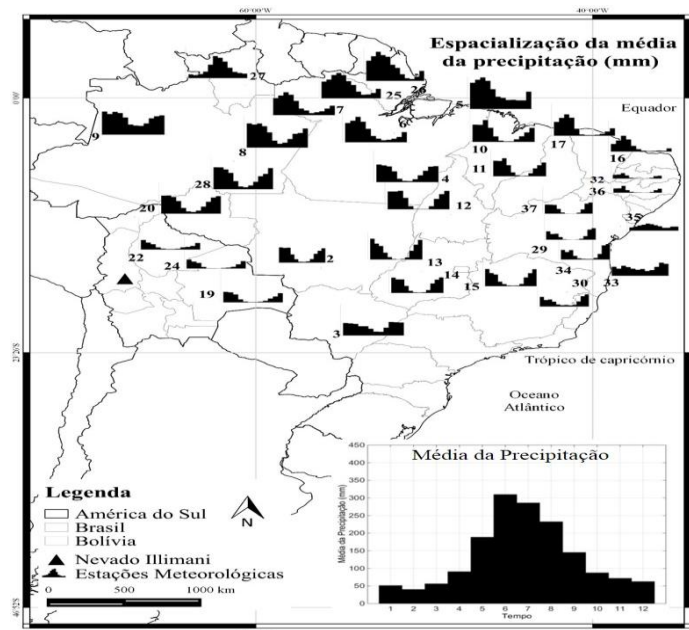 60°00'W
40°00'W
Espacialização da média
da precipitação (mm)
0°00'
Equador
27
26
25
5
7
6
9
8
10
17
16
11
4
32
36
28
12
20
37
35
22
2
13
29
24
14
34
33
19
15
30
3
Trópico de capricórnio
Oceano
Atlântico
Legenda
América do Sul
Brasil
Bolívia
Nevado Illimani
Estações Meteorológicas
0 500 1000 km
Média da Precipitação
Média da Precipitação (mm)
450
400
350
300
250
200
150
100
50
0
1 2 3 4 5 6 7 8 9 10 11 12
Tempo